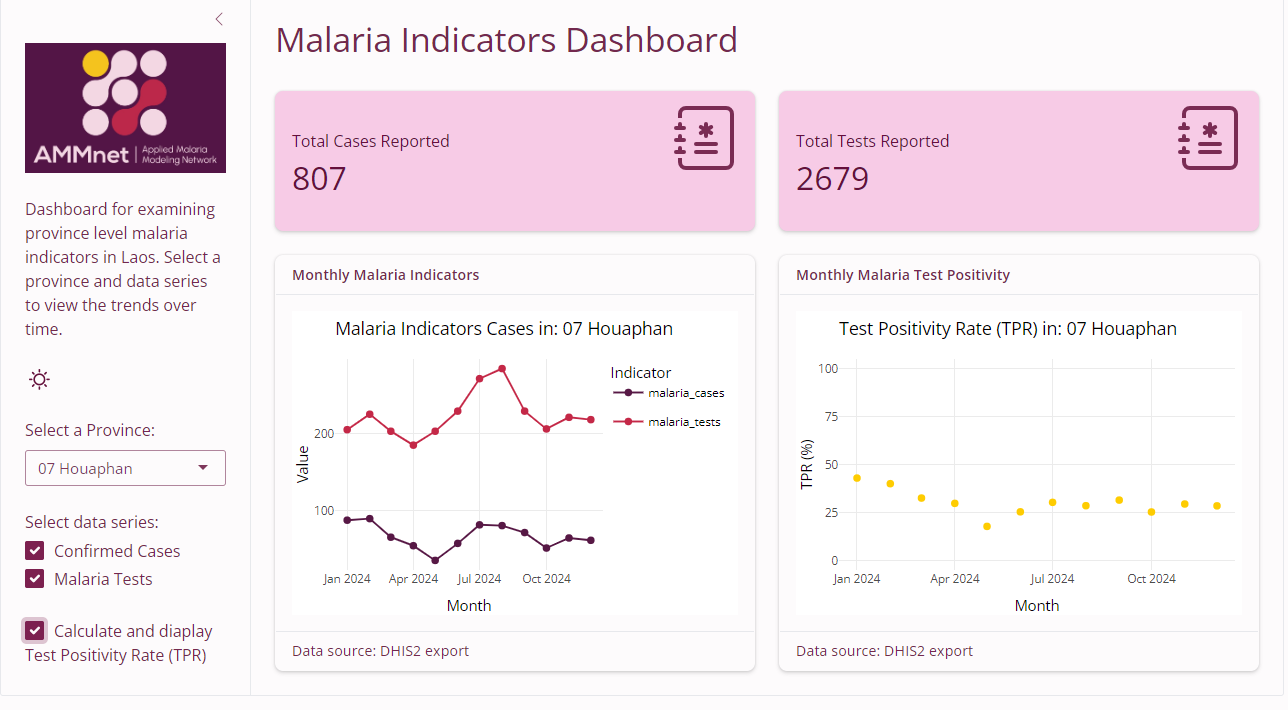 AMMnet | Applied Malaria
Modeling Network
Dashboard for examining
province level malaria
indicators in Laos. Select a
province and data series
to view the trends over
time.
Select a Province:
07 Houaphan
Select data series:
Confirmed Cases
Malaria Tests
Calculate and diaplay
Test Positivity Rate (TPR)
Malaria Indicators Dashboard
Total Cases Reported
807
Total Tests Reported
2679
Monthly Malaria Indicators
Malaria Indicators Cases in: 07 Houaphan
Indicator
malaria_cases
malaria_tests
Value
200
100
Jan 2024 Apr 2024 Jul 2024 Oct 2024
Month
Data source: DHIS2 export
Monthly Malaria Test Positivity
Test Positivity Rate (TPR) in: 07 Houaphan
TPR (%)
100
75
50
25
0
Jan 2024 Apr 2024 Jul 2024 Oct 2024
Month
Data source: DHIS2 export